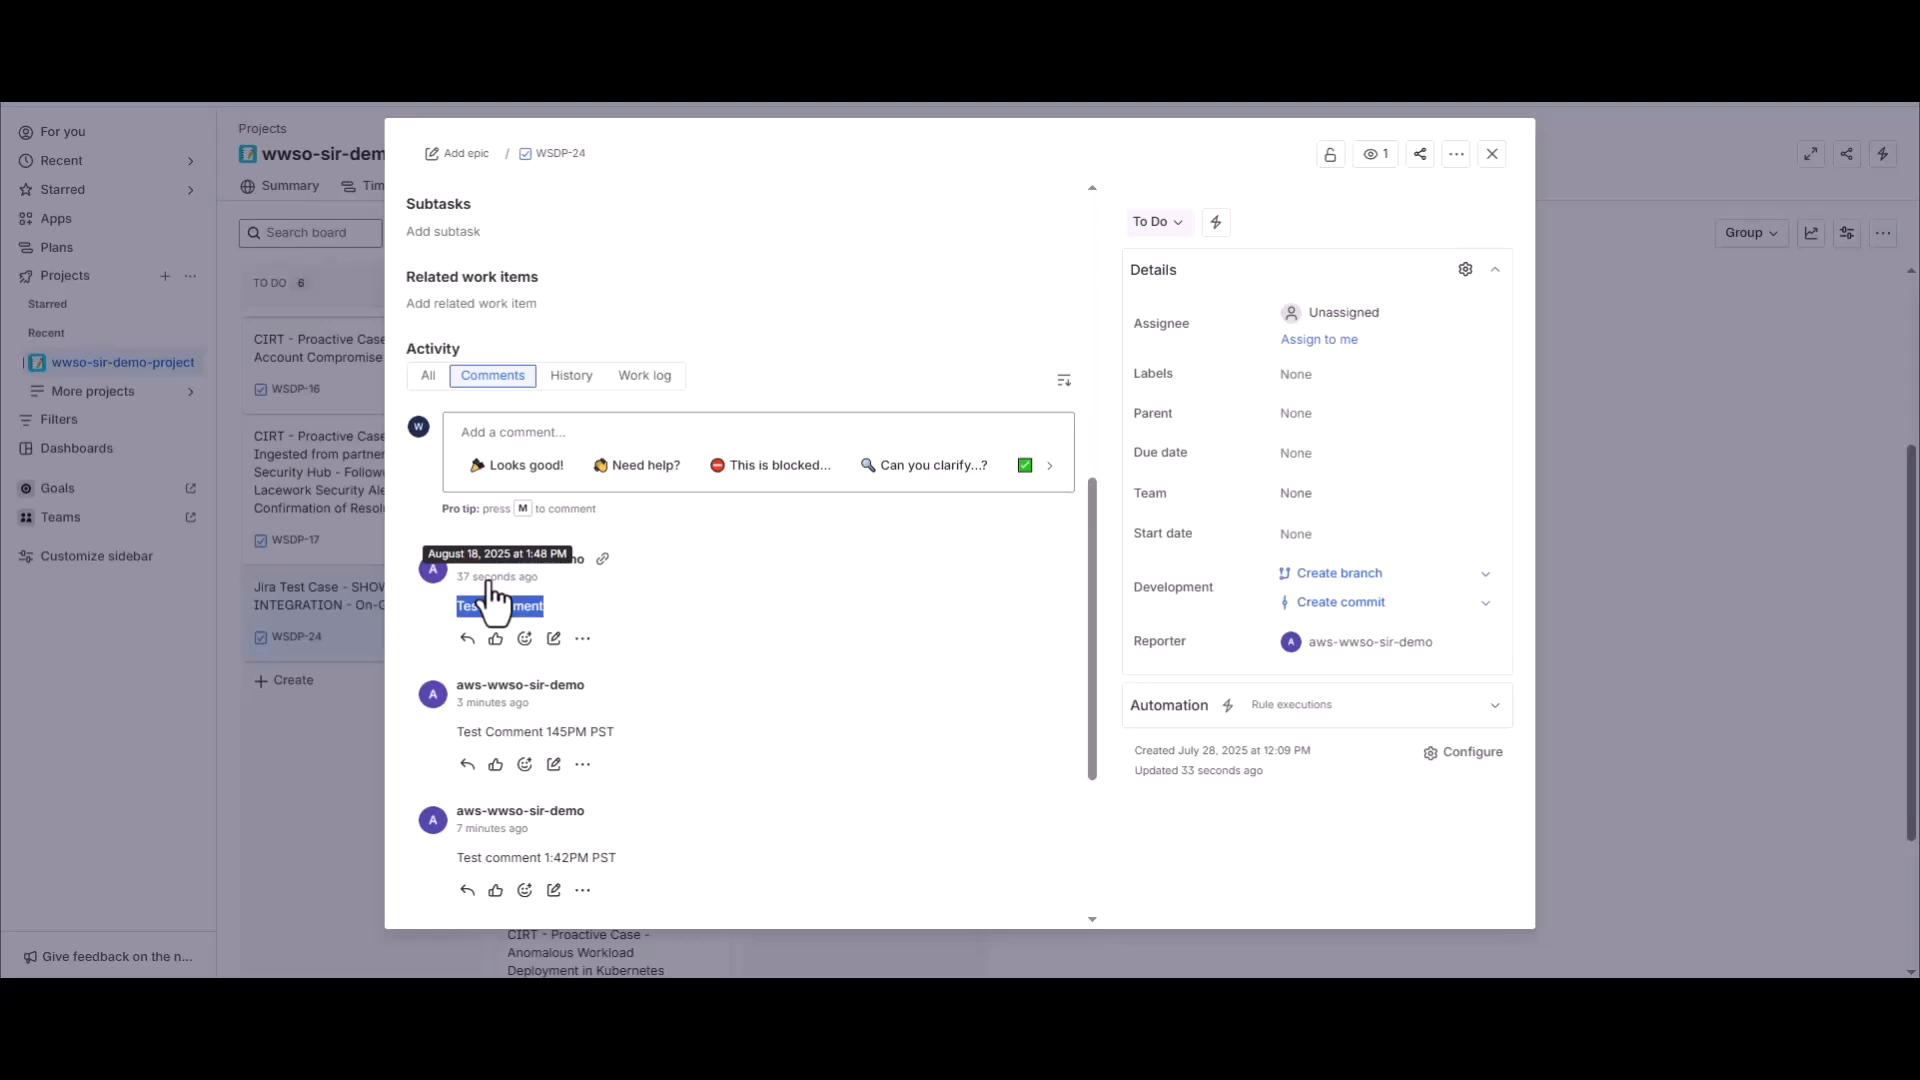 For you
Recent
Starred
Apps
Plans
Projects
Starred
Recent
wwso-sir-demo-project
More projects
Filters
Dashboards
Goals
Teams
Customize sidebar
Give feedback on the n...
Projects
wwso-sir-dem
Summary
Tim
Search board
TO DO 6
CIRT - Proactive Case
Account Compromise
WSDP-16
CIRT - Proactive Case
Ingested from partner
Security Hub - Follow
Lacework Security Ale
Confirmation of Resol
WSDP-17
Jira Test Case - SHOW
INTEGRATION - On-G
WSDP-24
Create
CIRT - Proactive Case -
Anomalous Workload
Deployment in Kubernetes
Group
Add epic / WSDP-24
1
Subtasks
Add subtask
Related work items
Add related work item
Activity
All Comments History Work log
W
Add a comment...
Looks good! Need help? This is blocked... Can you clarify...?
Pro tip: press M to comment
August 18, 2025 at 1:48 PM
A
37 seconds ago
A
aws-wwso-sir-demo
3 minutes ago
Test Comment 145PM PST
A
aws-wwso-sir-demo
7 minutes ago
Test comment 1:42PM PST
To Do
Details
Assignee Unassigned
Assign to me
Labels None
Parent None
Due date None
Team None
Start date None
Development Create branch
Create commit
Reporter A aws-wwso-sir-demo
Automation Rule executions
Created July 28, 2025 at 12:09 PM
Updated 33 seconds ago
Configure